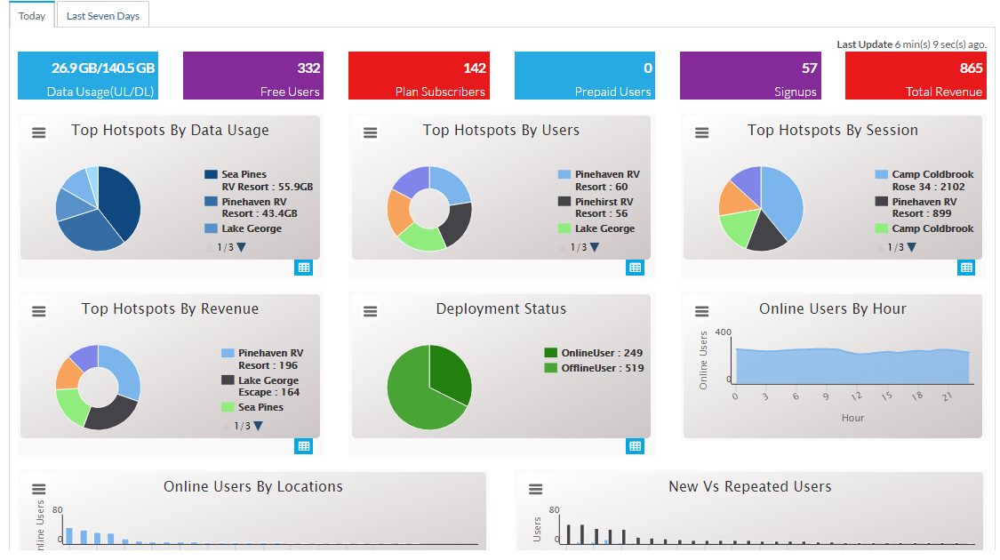 Today
Last Seven Days
Last Update 6 min(s) 9 sec(s) ago.
26.9 GB/140.5 GB
Data Usage(UL/DL)
332
Free Users
142
Plan Subscribers
0
Prepaid Users
57
Signups
865
Total Revenue
Top Hotspots By Data Usage
Sea Pines
RV Resort : 55.9GB
Pinehaven RV
Resort : 43.4GB
Lake George
1/3
Top Hotspots By Users
Pinehaven RV
Resort : 60
Pinehirst RV
Resort : 56
Lake George
1/3
Top Hotspots By Session
Camp Coldbrook
Rose 34 : 2102
Pinehaven RV
Resort : 899
Camp Coldbrook
1/3
Top Hotspots By Revenue
Pinehaven RV
Resort : 196
Lake George
Escape : 164
Sea Pines
1/3
Deployment Status
OnlineUser : 249
OfflineUser : 519
Online Users By Hour
Online Users
400
0
0 3 6 9 12 15 18 21
Hour
Online Users By Locations
nline Users
80
0
New Vs Repeated Users
Users
80
0